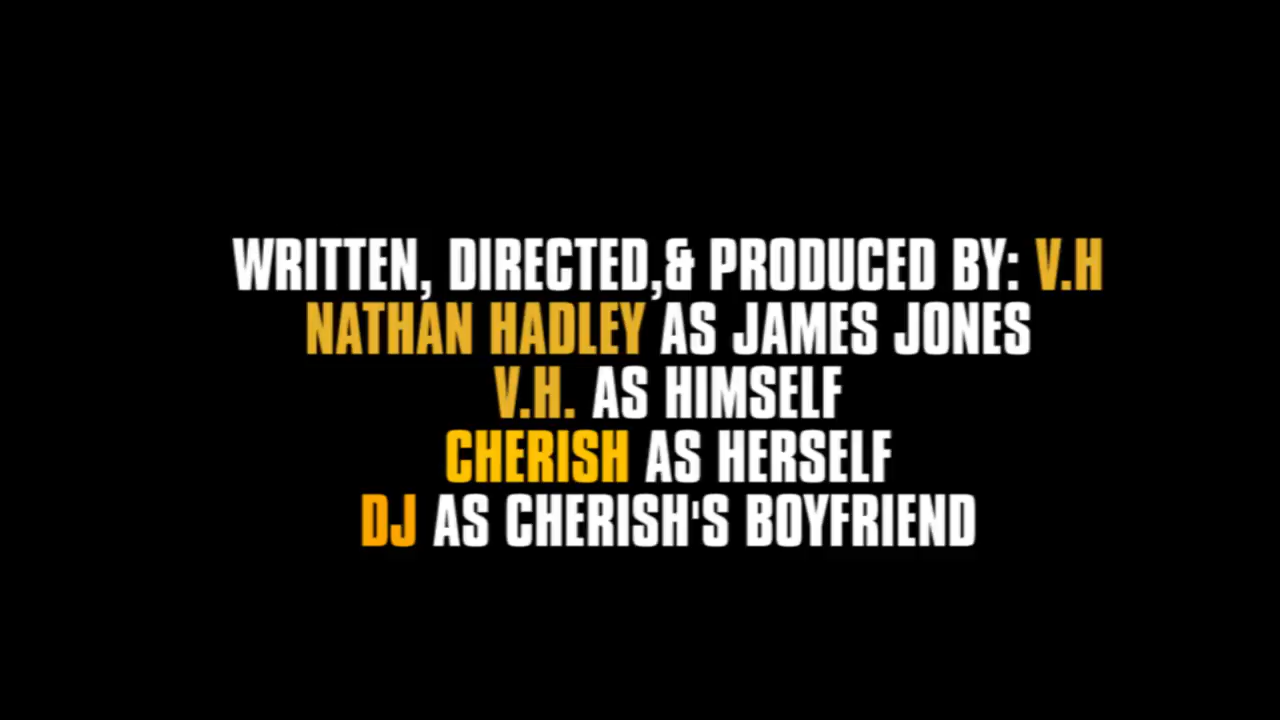 WRITTEN, DIRECTED,& PRODUCED BY: V.H
NATHAN HADLEY AS JAMES JONES
V.H. AS HIMSELF
CHERISH AS HERSELF
DJ AS CHERISH'S BOYFRIEND